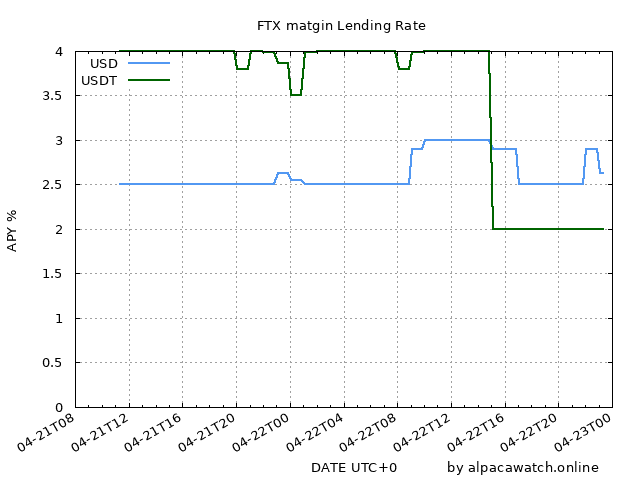 FTX matgin Lending Rate
USD
USDT
4
3.5
3
2.5
2
1.5
1
0.5
0
APY %
04-21T08
04-21T12
04-21T16
04-21T20
04-22T00
04-22T04
04-22T08
04-22T12
04-22T16
04-22T20
04-23T00
DATE UTC+0
by alpacawatch.online